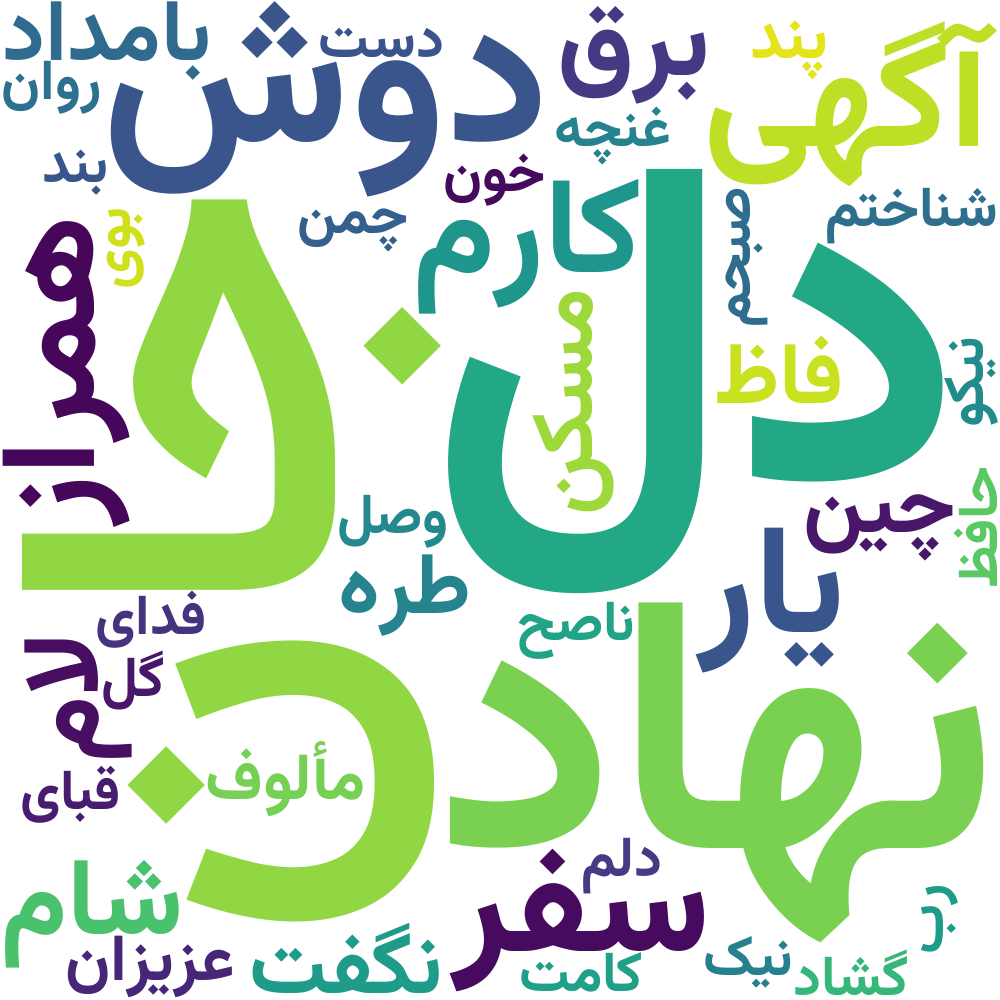 بامداد
دوش
دست
برق
پند
آگهی
روان
غنچه
بند
خون
شناختم
چمن
کارم
صبحم
بوی
همراز
جان
دل
مسکن
فاظ
نیکو
حافظ
وصل
چین
طره
یار
فدای
ناصح
نهاد
لام
گل
قبای
مألوف
شام
دلم
سفر
رب
عزیزان
نگفت
کامت
نیک
گشاد